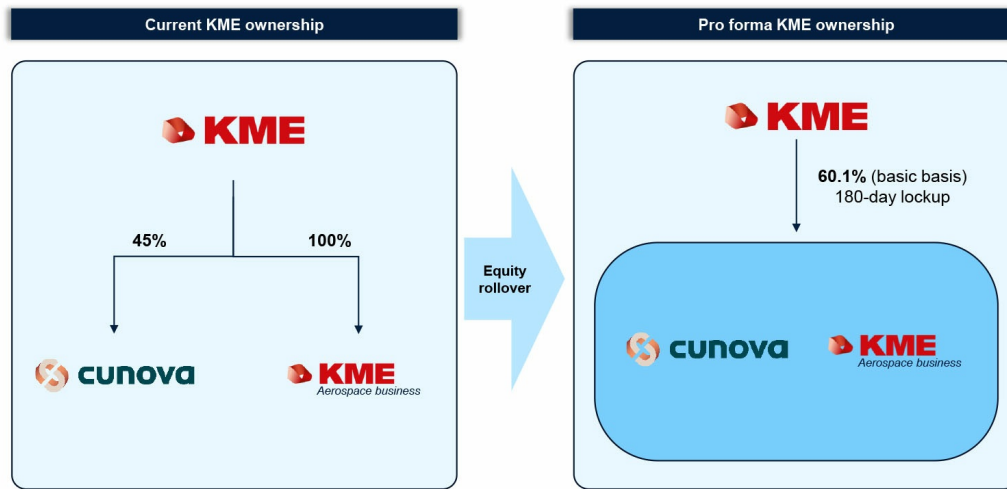 Current KME ownership
Pro forma KME ownership
KME
KME
60.1% (basic basis)
180-day lockup
45%
100%
Equity
rollover
cunova
KME
Aerospace business
cunova
KME
Aerospace business